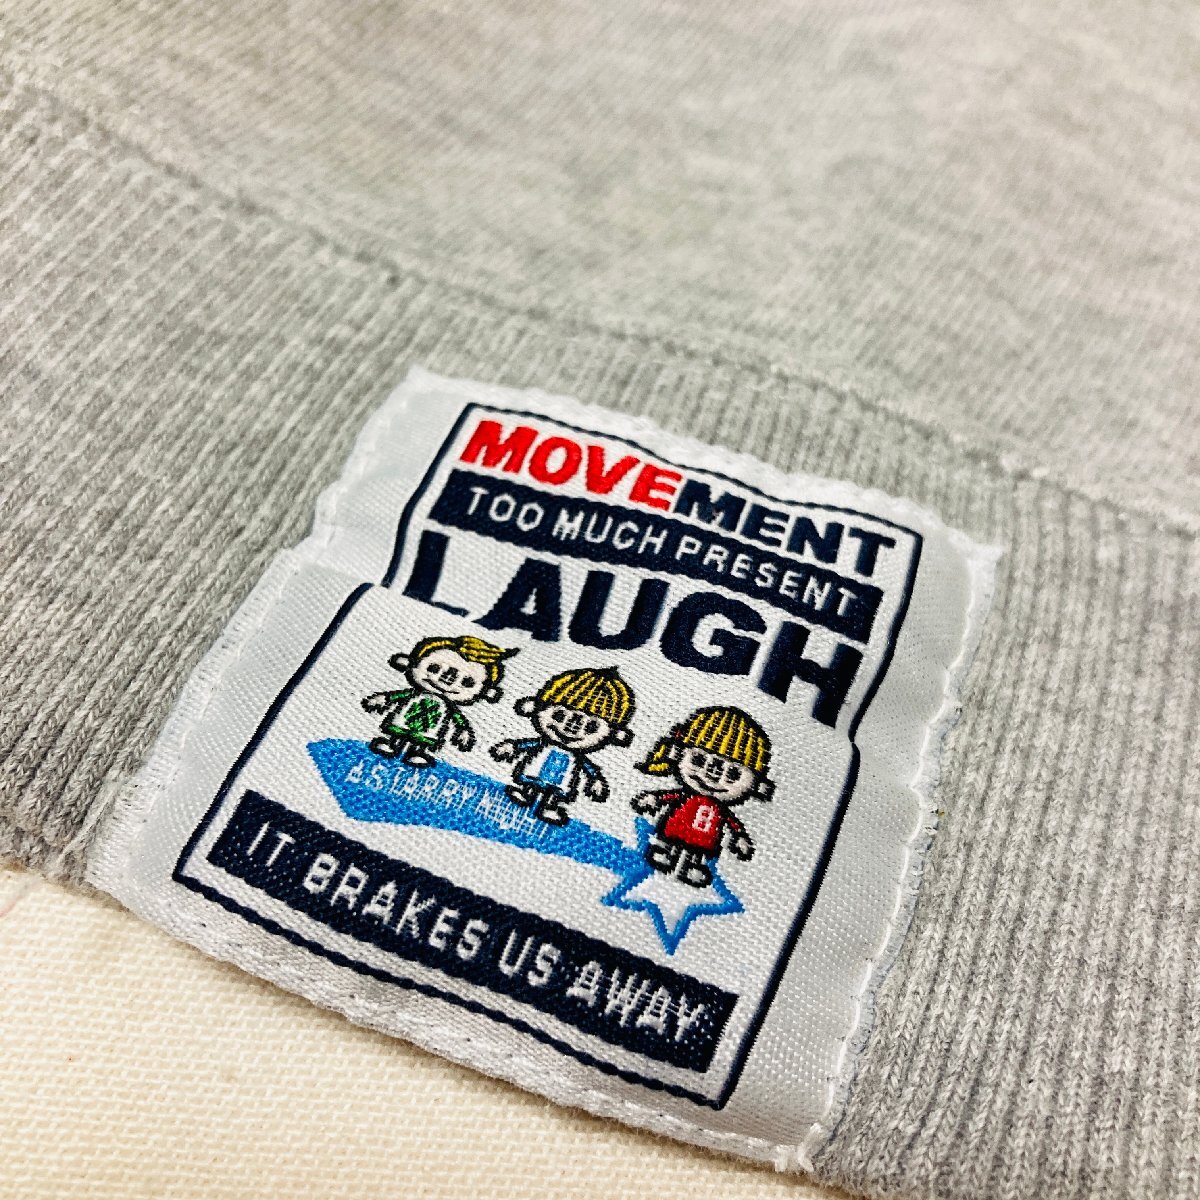 MOVEMENT
TOO MUCH PRESENT
LAUGH
A STARRY NIGHT
B
IT BRAKES US AWAY